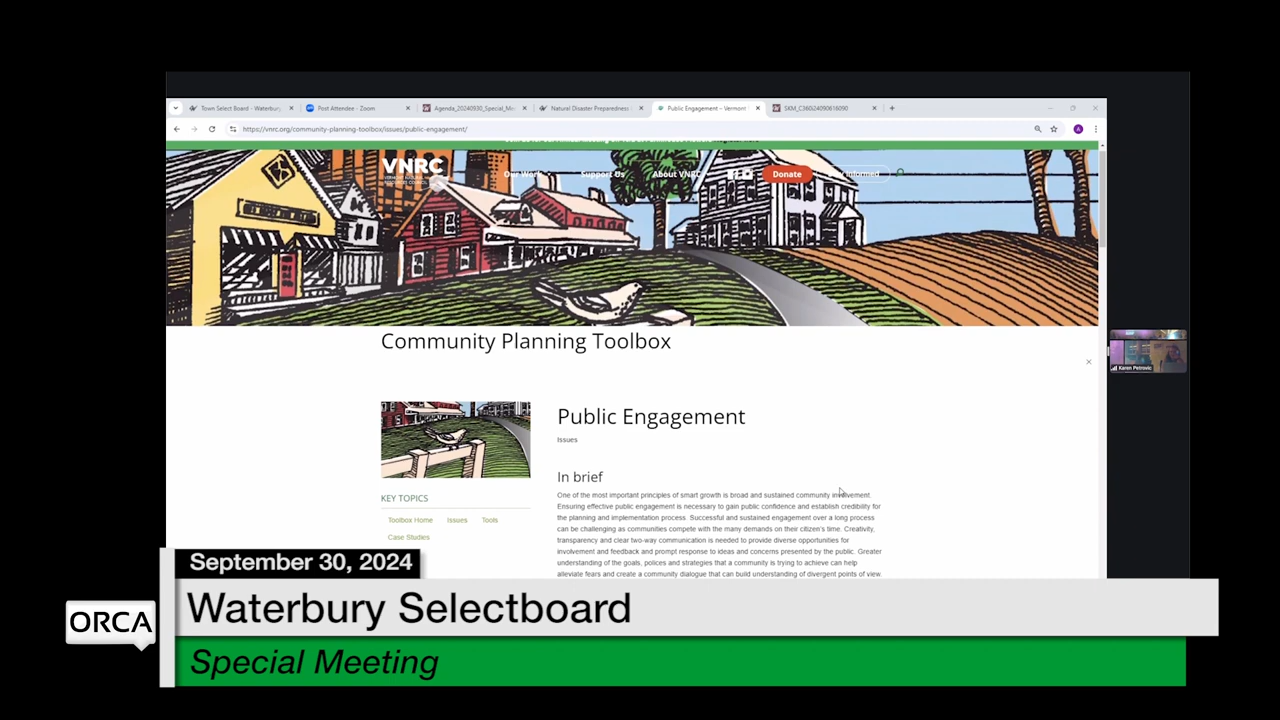 Town Select Board - Waterbury
Post Attendee - Zoom
Agenda_20240930_Special_Me
Natural Disaster Preparedness
Public Engagement – Vermont
SKM_C36024090616090
https://vnrc.org/community-planning-toolbox/issues/public-engagement/
VNRC
VERMONT NATURAL
RESOURCES COUNCIL
Our Work
Support Us
About VNRC
Donate
Stay Informed
Community Planning Toolbox
Public Engagement
Issues
In brief
KEY TOPICS
Toolbox Home
Issues
Tools
Case Studies
One of the most important principles of smart growth is broad and sustained community involvement
Ensuring effective public engagement is necessary to gain public confidence and establish credibility for
the planning and implementation process Successful and sustained engagement over a long process
can be challenging as communities compete with the many demands on their citizen's time. Creativity,
transparency and clear two-way communication is needed to provide diverse opportunities for
involvement and feedback and prompt response to ideas and concerns presented by the public. Greater
understanding of the goals, polices and strategies that a community is trying to achieve can help
alleviate fears and create a community dialogue that can build understanding of divergent points of view.
Karen Petrovic
September 30, 2024
ORCA
Waterbury Selectboard
Special Meeting